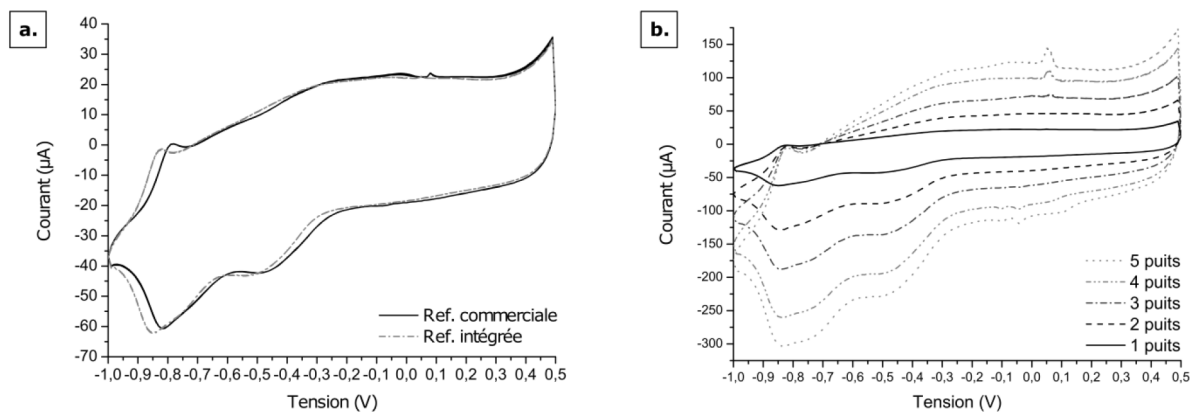 a.
40
30
20
10
0
-10
-20
-30
-40
-50
-60
-70
Courant (µA)
-1,0 -0,9 -0,8 -0,7 -0,6 -0,5 -0,4 -0,3 -0,2 -0,1 0,0 0,1 0,2 0,3 0,4 0,5
Tension (V)
Ref. commerciale
Ref. intégrée
b.
150
100
50
0
-50
-100
-150
-200
-250
-300
Courant (µA)
-1,0 -0,9 -0,8 -0,7 -0,6 -0,5 -0,4 -0,3 -0,2 -0,1 0,0 0,1 0,2 0,3 0,4 0,5
Tension (V)
5 puits
4 puits
3 puits
2 puits
1 puits